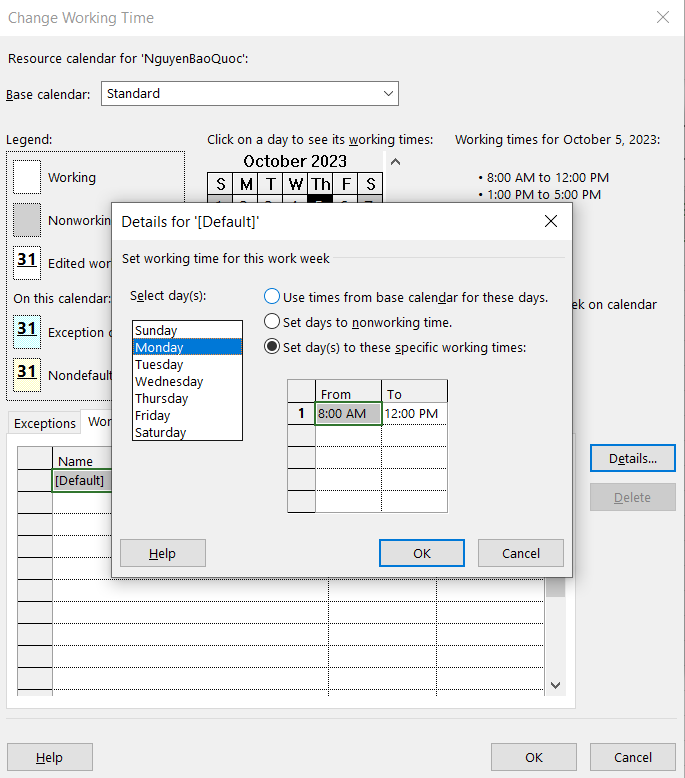 Change Working Time
Resource calendar for 'NguyenBaoQuoc':
Base calendar: Standard
Legend:
Working
31 Edited
On this calendar:
31 Exception
31
Click on a day to see its working times:
October 2023
S M T W Th F S
Working times for October 5, 2023:
• 8:00 AM to 12:00 PM
• 1:00 PM to 5:00 PM
on calendar
Details for '[Default]'
Set working time for this work week
Select day(s):
Sunday
Monday
Tuesday
Wednesday
Thursday
Friday
Saturday
Use times from base calendar for these days.
Set days to nonworking time.
Set day(s) to these specific working times:
From To
1 8:00 AM 12:00 PM
Help OK Cancel
Exceptions
Name
[Default]
Details...
Delete
Help OK Cancel